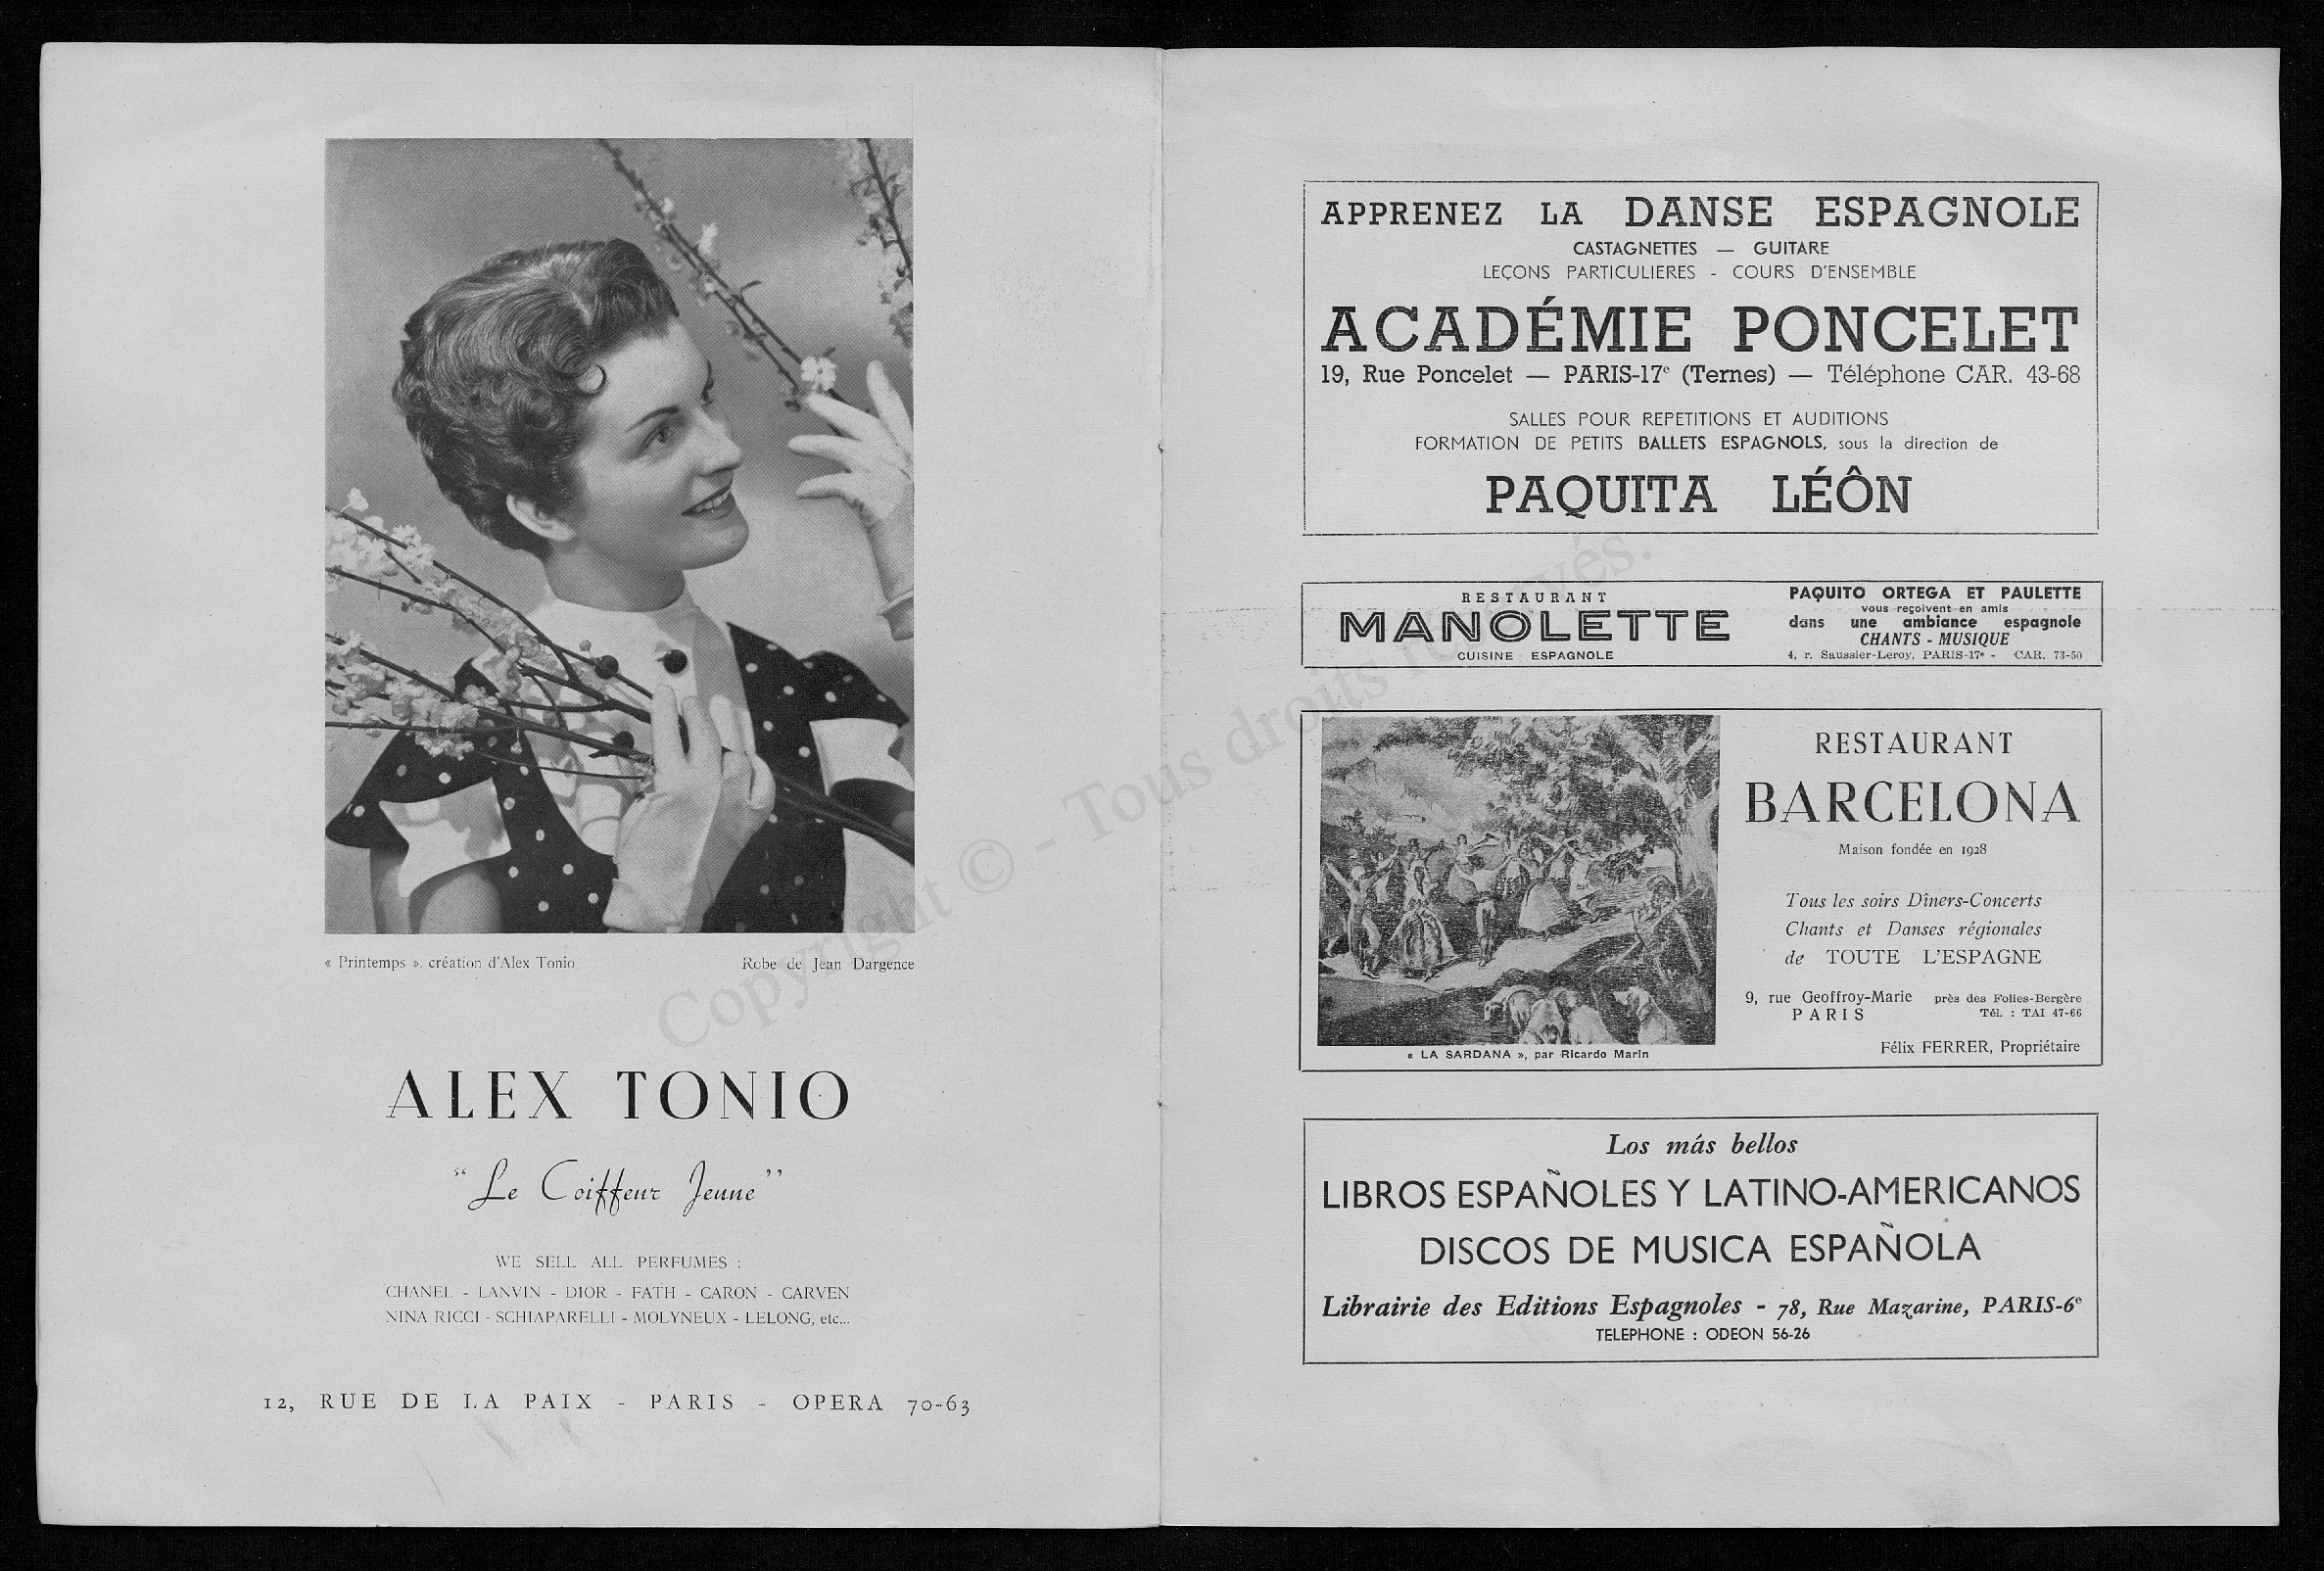 « Printemps ». création d'Alex Tonio
Robe de Jean Dargence
ALEX TONIO
“Le Coiffeur Jeune”
WE SELL ALL PERFUMES :
CHANEL - LANVIN - DIOR - FATH - CARON - CARVEN
NINA RICCI - SCHIAPARELLI - MOLYNEUX - LELONG, etc...
12, RUE DE LA PAIX - PARIS - OPERA 70-63
APPRENEZ LA DANSE ESPAGNOLE
CASTAGNETTES — GUITARE
LEÇONS PARTICULIERES - COURS D'ENSEMBLE
ACADÉMIE PONCELET
19, Rue Poncelet — PARIS-17e (Ternes) — Téléphone CAR. 43-68
SALLES POUR REPETITIONS ET AUDITIONS
FORMATION DE PETITS BALLETS ESPAGNOLS, sous la direction de
PAQUITA LÉÔN
RESTAURANT
MANOLETTE
CUISINE ESPAGNOLE
PAQUITO ORTEGA ET PAULETTE
vous reçoivent en amis
dans une ambiance espagnole
CHANTS - MUSIQUE
4, r. Saussier-Leroy, PARIS-17e - CAR. 73-50
« LA SARDANA », par Ricardo Marin
RESTAURANT
BARCELONA
Maison fondée en 1928
Tous les soirs Dîners-Concerts
Chants et Danses régionales
de TOUTE L'ESPAGNE
9, rue Geoffroy-Marie près des Folies-Bergère
PARIS Tél. : TAI 47-66
Félix FERRER, Propriétaire
Los más bellos
LIBROS ESPAÑOLES Y LATINO-AMERICANOS
DISCOS DE MUSICA ESPAÑOLA
Librairie des Editions Espagnoles - 78, Rue Mazarine, PARIS-6e
TELEPHONE : ODEON 56-26
Copyright © - Tous droits réservés.